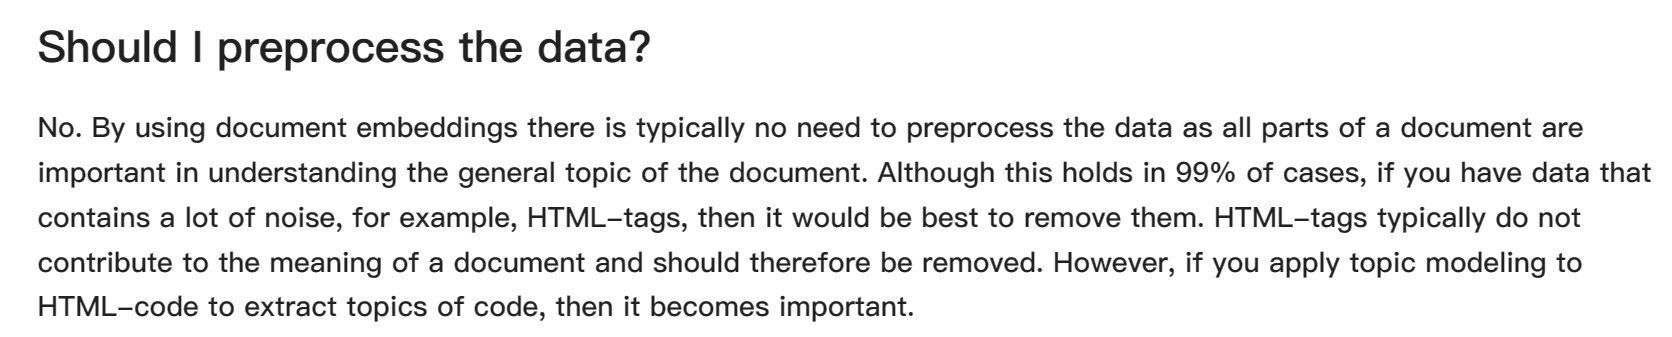 Should I preprocess the data?
No. By using document embeddings there is typically no need to preprocess the data as all parts of a document are
important in understanding the general topic of the document. Although this holds in 99% of cases, if you have data that
contains a lot of noise, for example, HTML-tags, then it would be best to remove them. HTML-tags typically do not
contribute to the meaning of a document and should therefore be removed. However, if you apply topic modeling to
HTML-code to extract topics of code, then it becomes important.